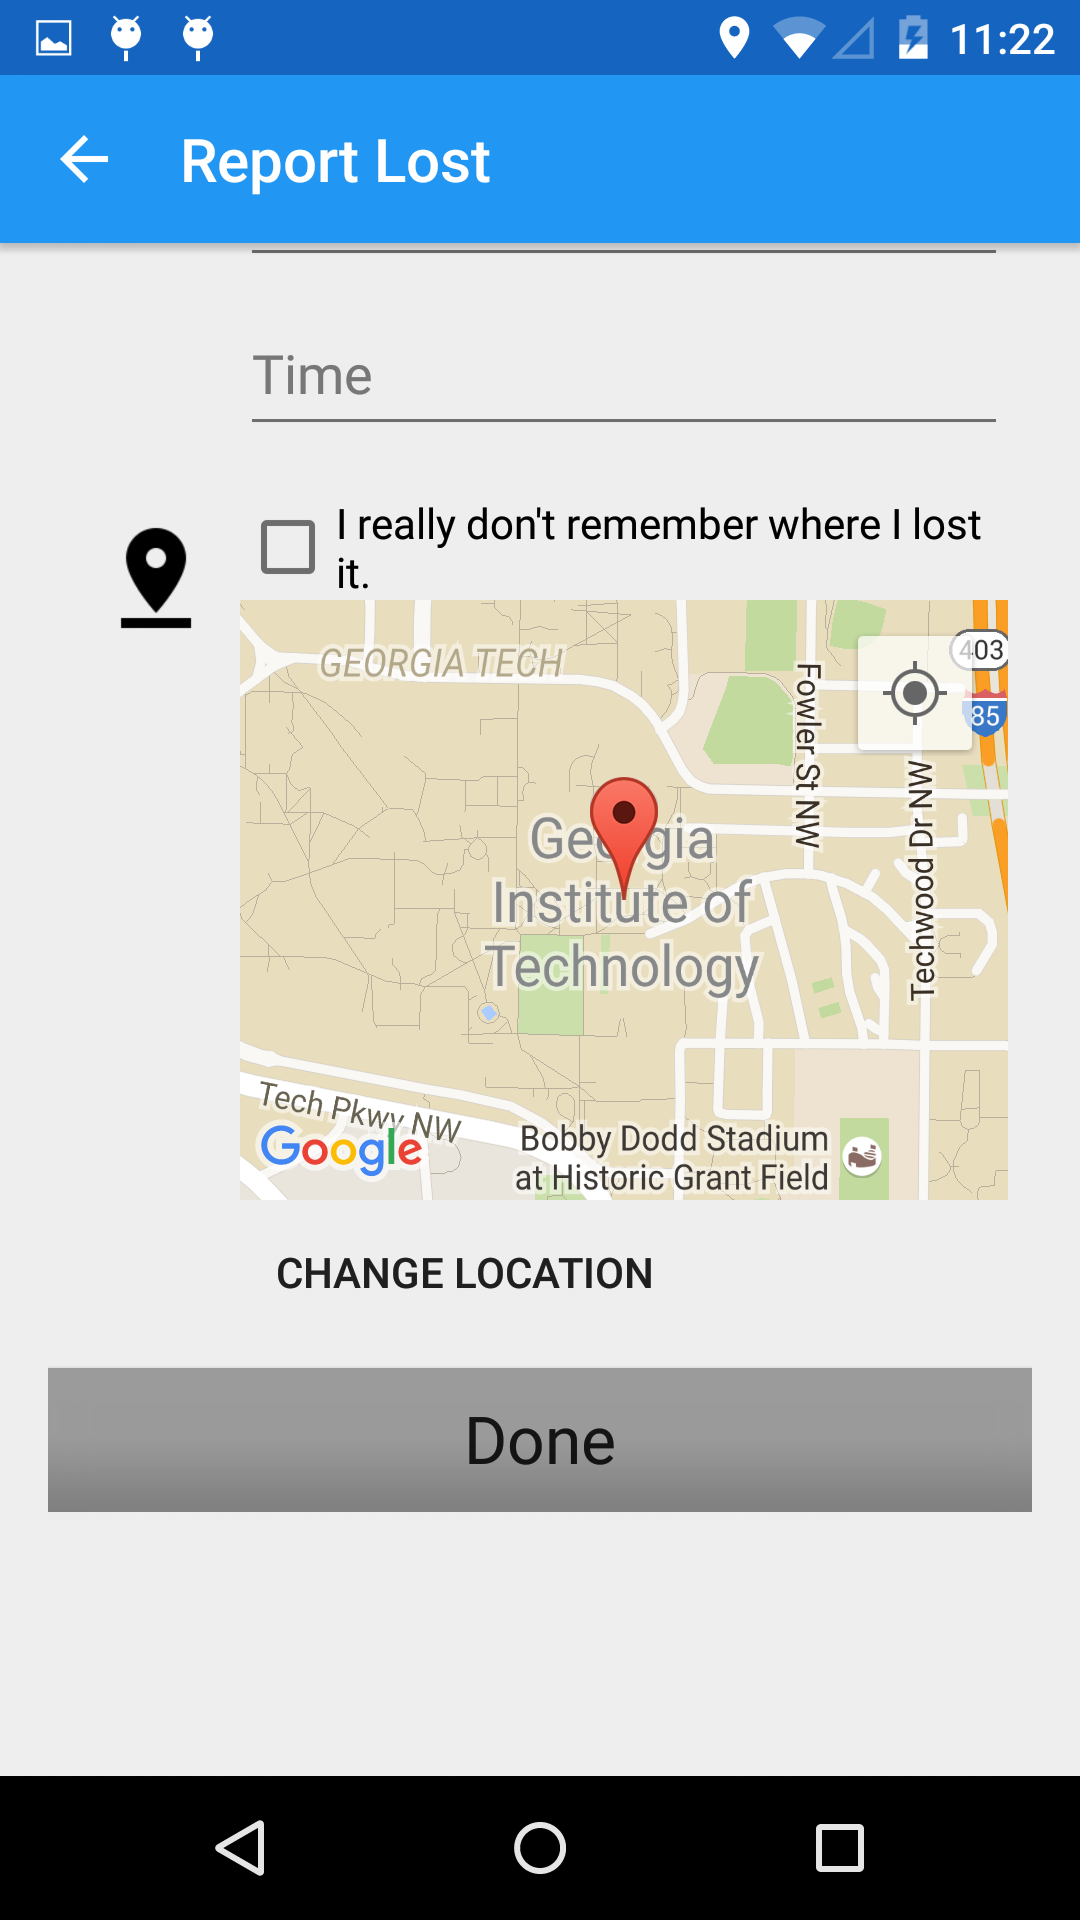 11:22
Report Lost
Time
I really don't remember where I lost
it.
GEORGIA TECH
403
85
Fowler St NW
Techwood Dr NW
Georgia
Institute of
Technology
Tech Pkwy NW
Google
Bobby Dodd Stadium
at Historic Grant Field
CHANGE LOCATION
Done